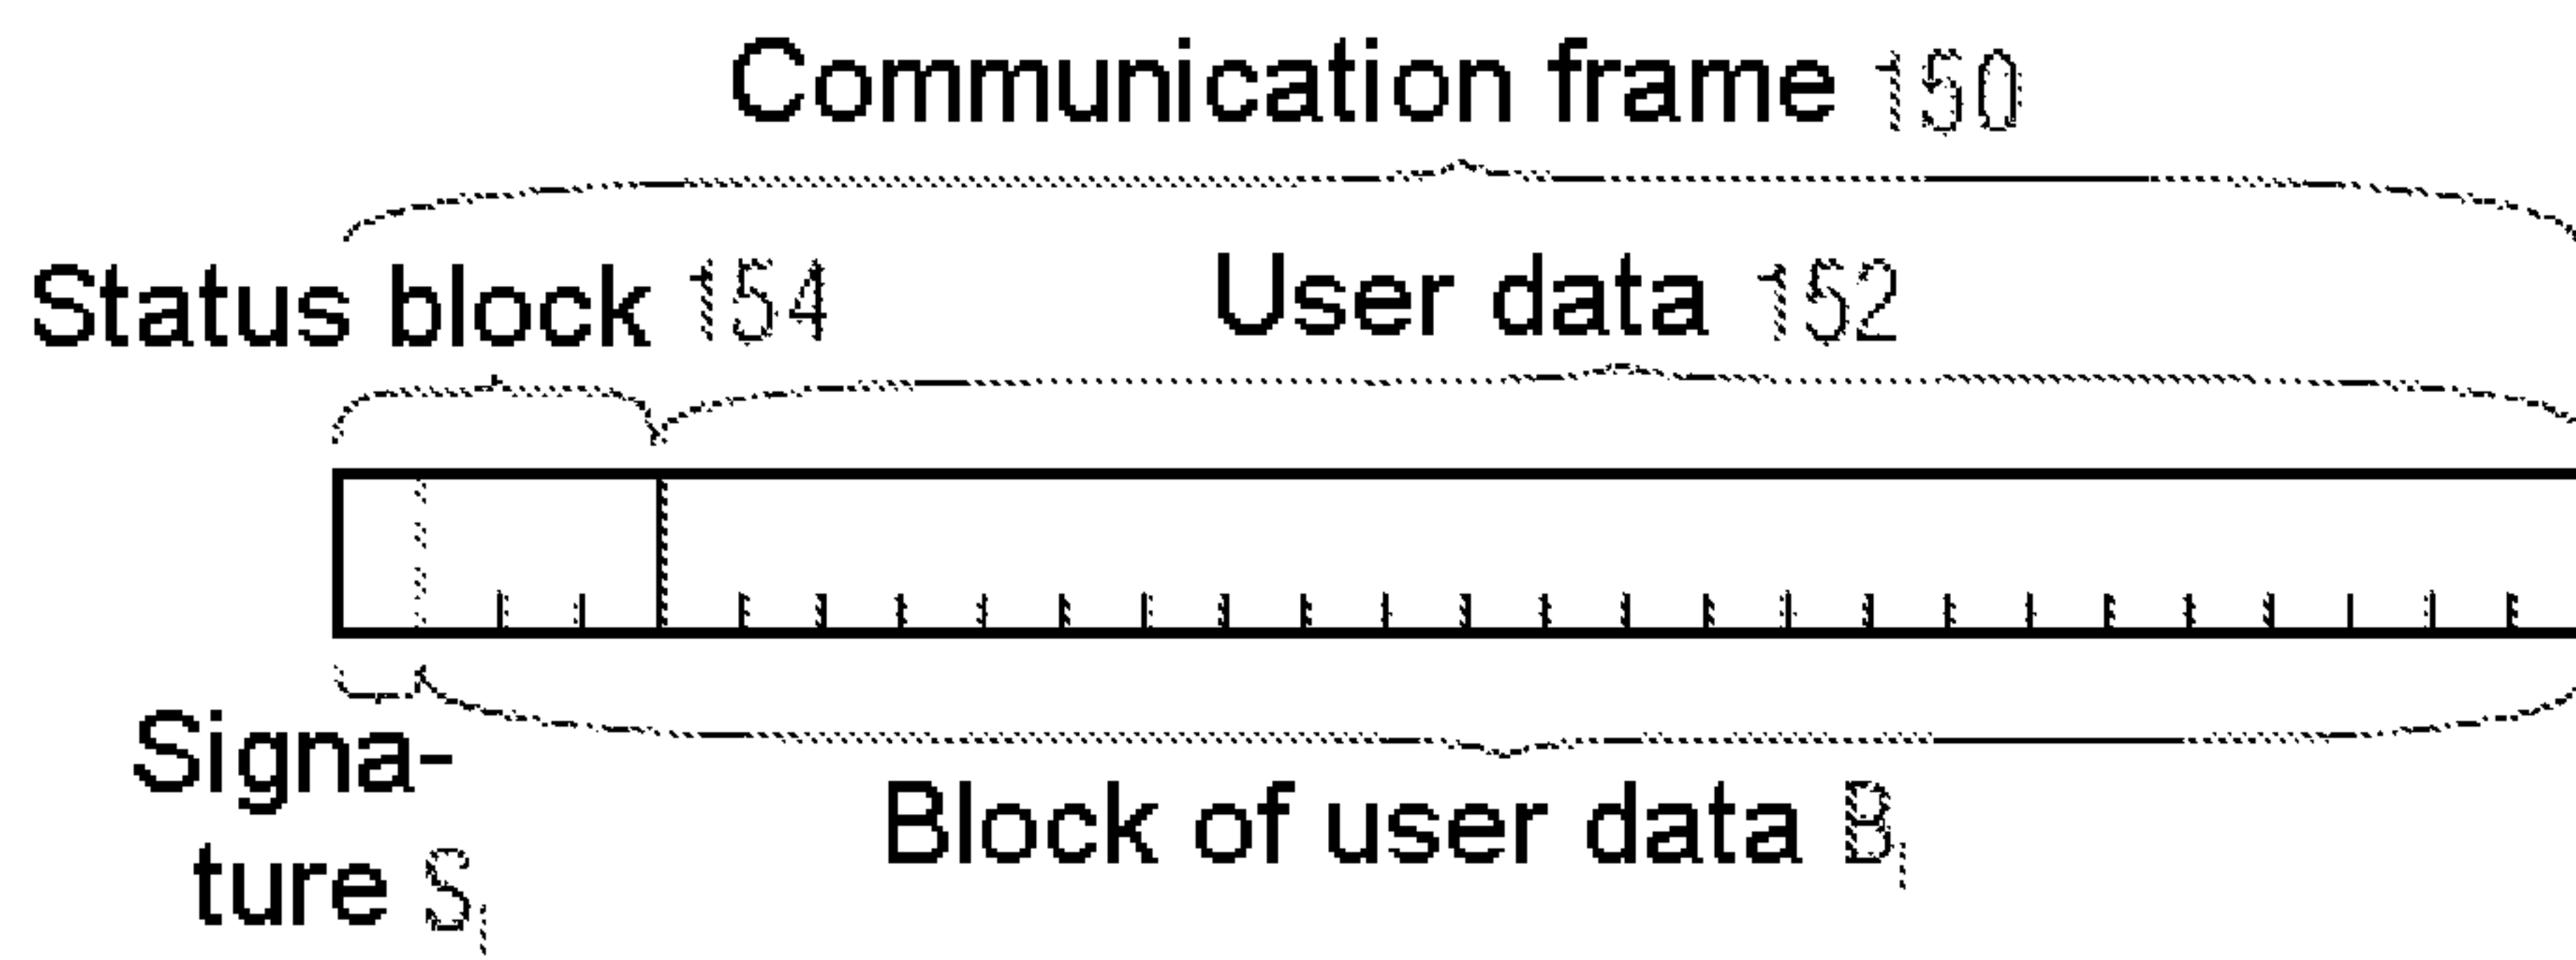 Communication frame 150
Status block 154
User data 152
Signa-
ture S
Block of user data B